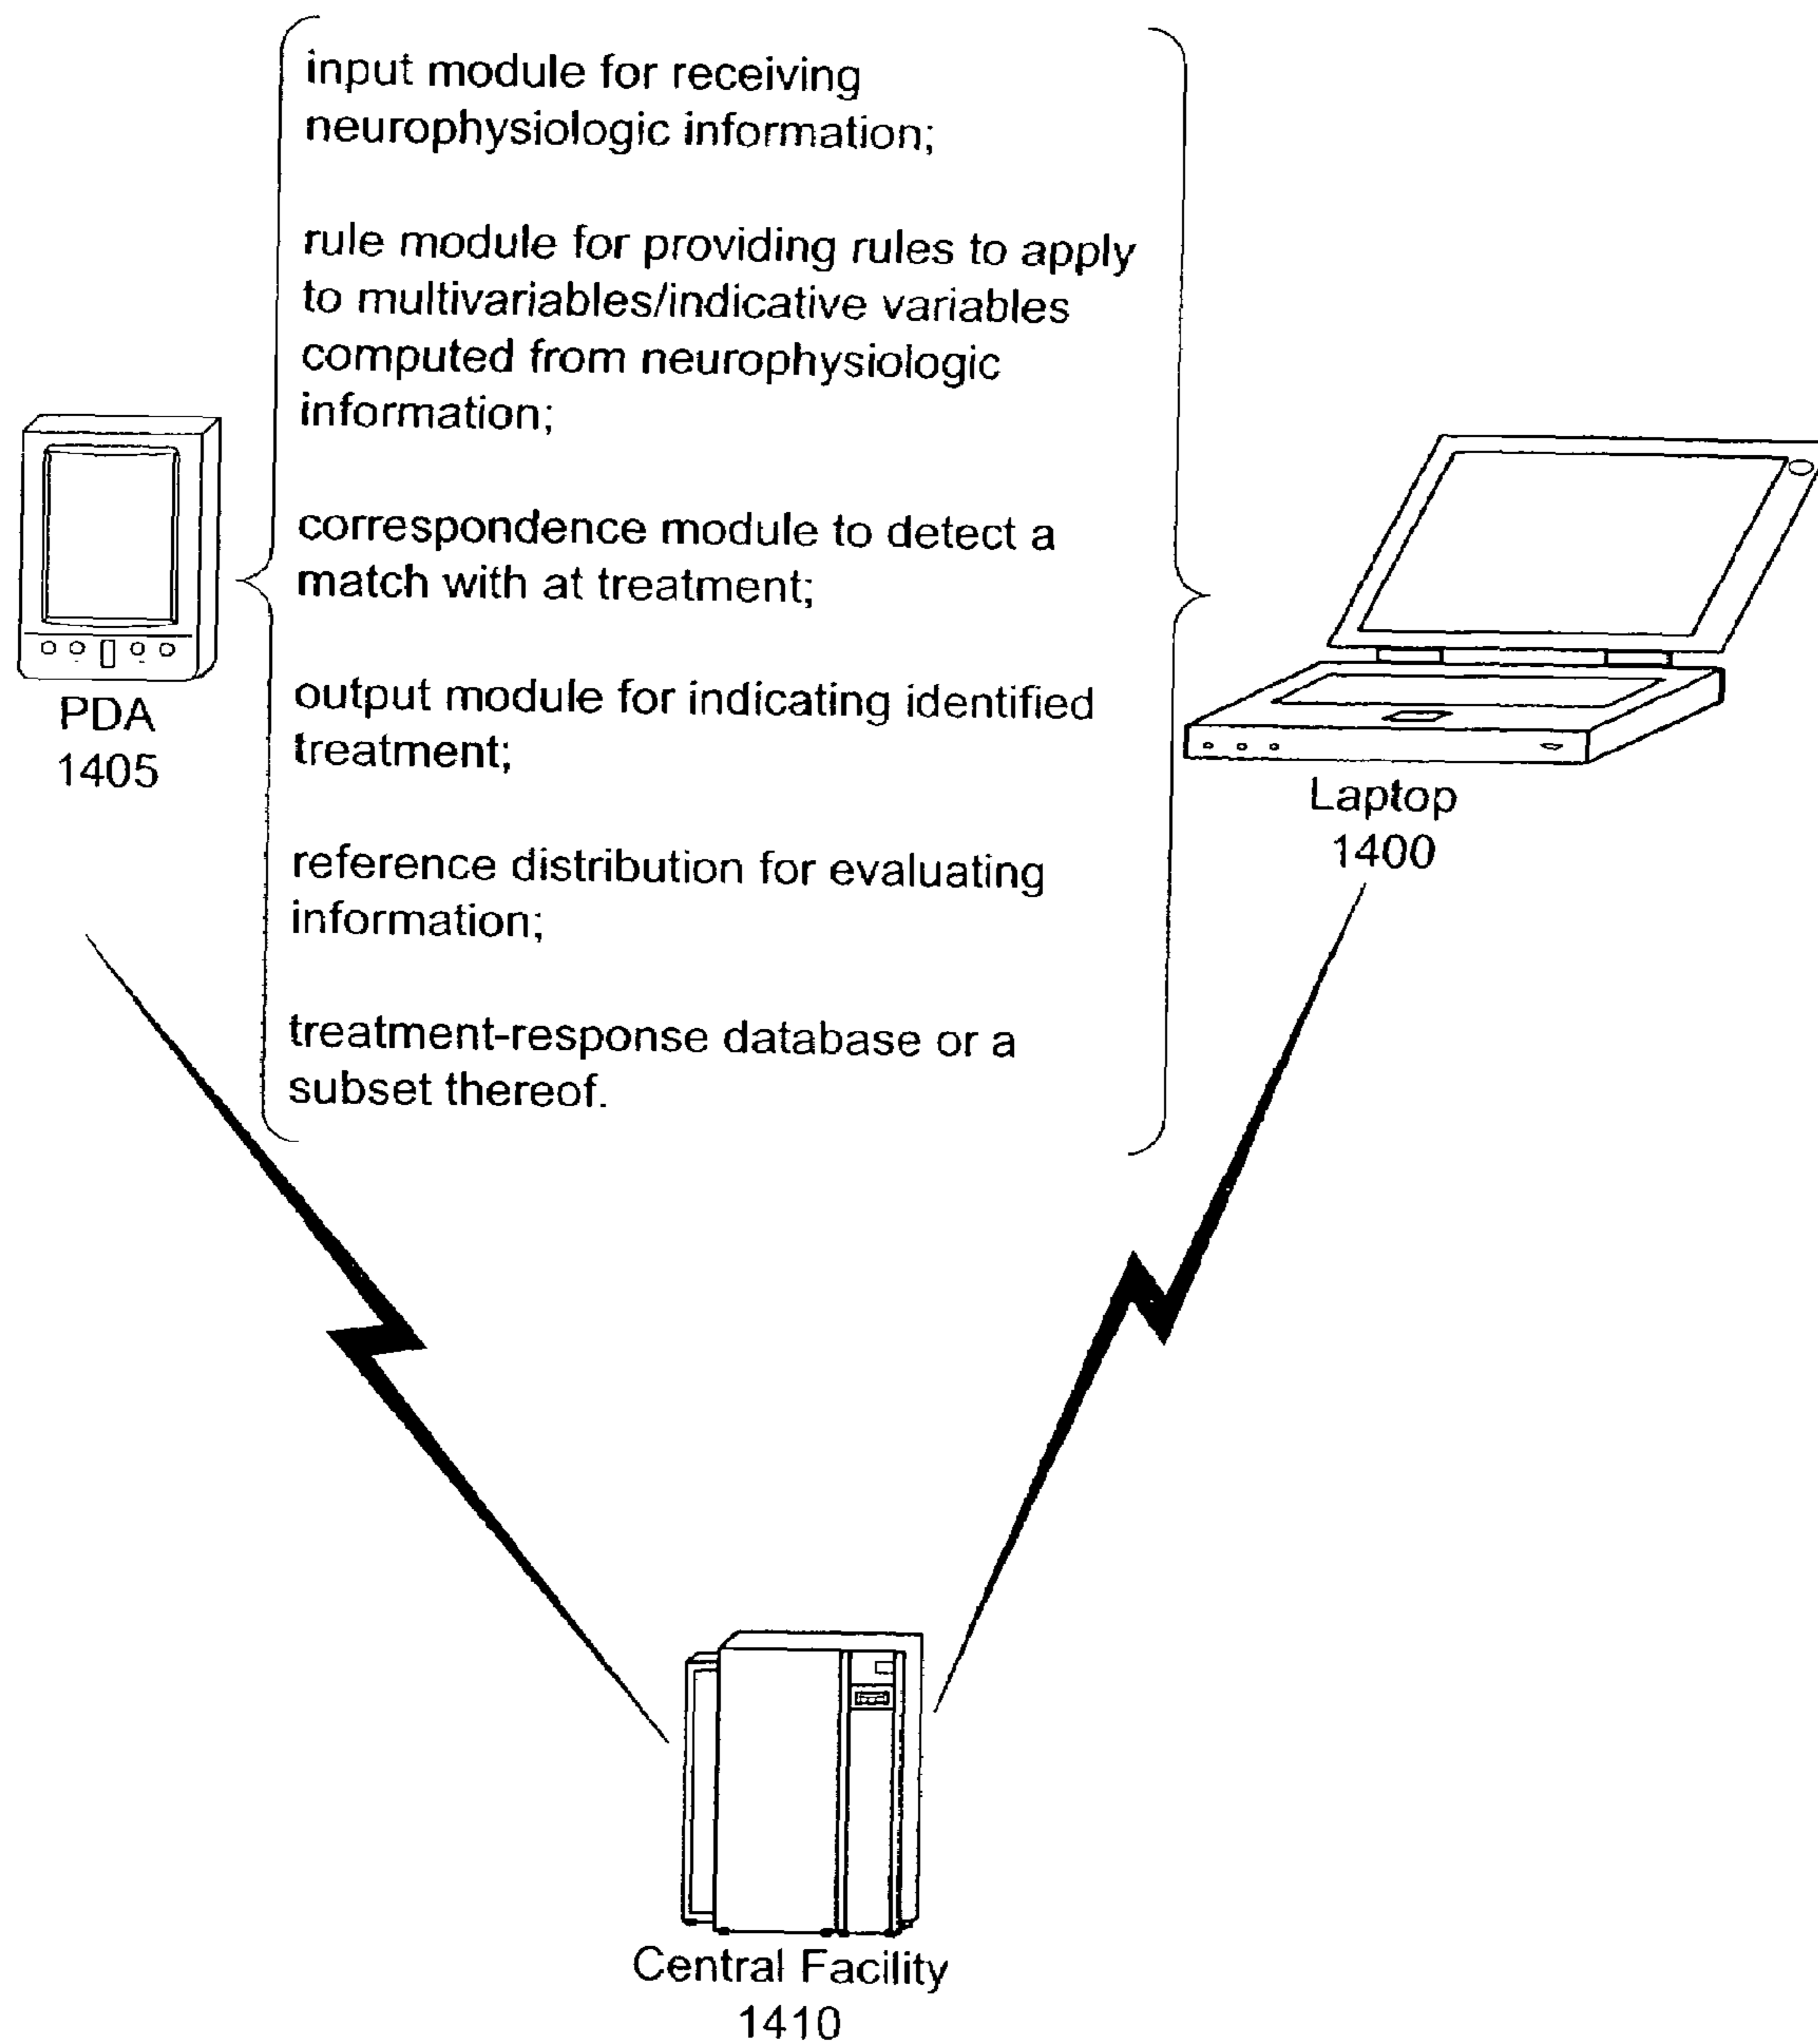 input module for receiving
neurophysiologic information;
rule module for providing rules to apply
to multivariables/indicative variables
computed from neurophysiologic
information;
correspondence module to detect a
match with at treatment;
output module for indicating identified
treatment;
reference distribution for evaluating
information;
treatment-response database or a
subset thereof.
PDA
1405
Laptop
1400
Central Facility
1410